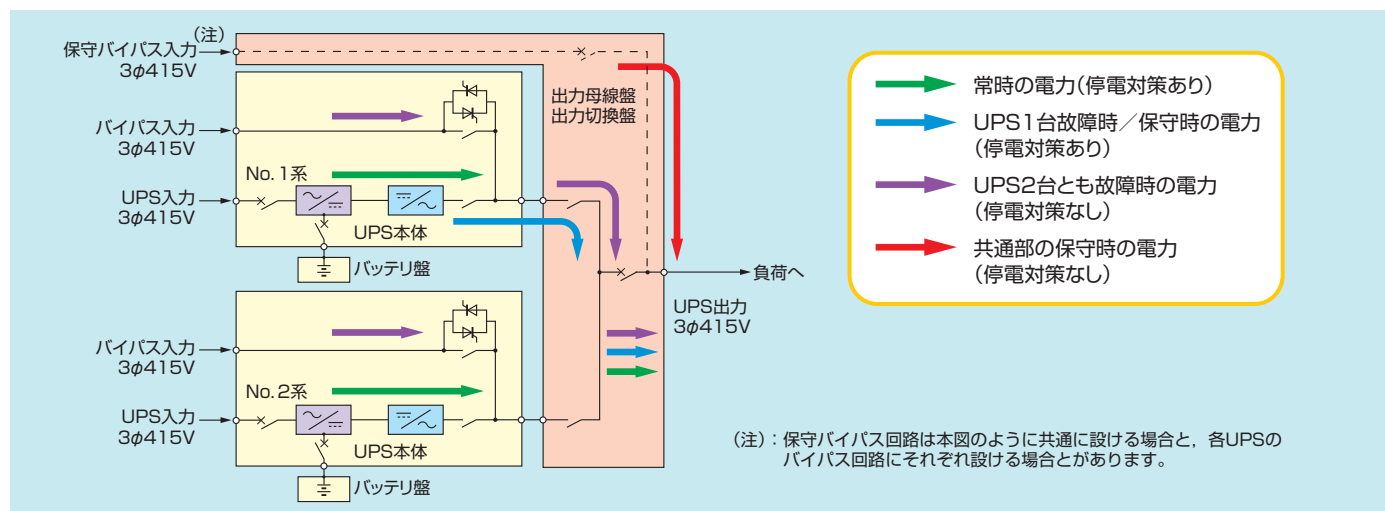 (注)
保守バイパス入力
3φ415V
バイパス入力
3φ415V
No.1系
UPS入力
3φ415V
UPS本体
バッテリ盤
出力母線盤
出力切換盤
負荷へ
UPS出力
3φ415V
バイパス入力
3φ415V
No.2系
UPS入力
3φ415V
UPS本体
バッテリ盤
常時の電力(停電対策あり)
UPS1台故障時／保守時の電力
(停電対策あり)
UPS2台とも故障時の電力
(停電対策なし)
共通部の保守時の電力
(停電対策なし)
(注)：保守バイパス回路は本図のように共通に設ける場合と，各UPSの
バイパス回路にそれぞれ設ける場合とがあります。